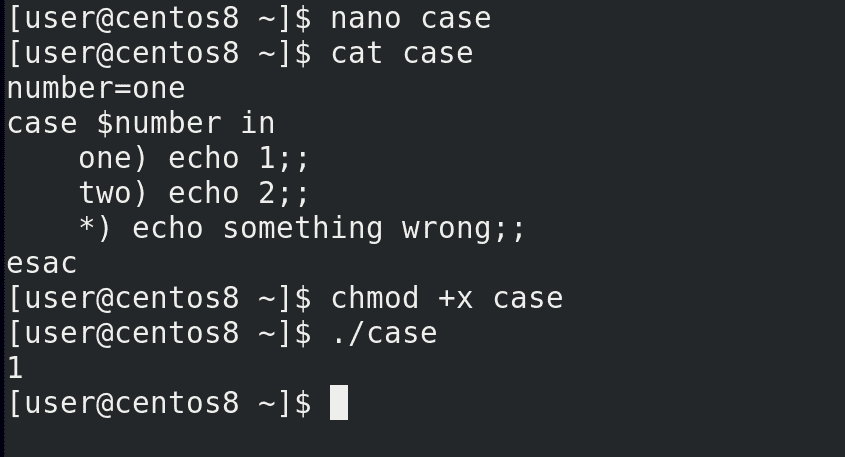 [user@centos8 ~]$ nano case
[user@centos8 ~]$ cat case
number=one
case $number in
    one) echo 1;;
    two) echo 2;;
    *) echo something wrong;;
esac
[user@centos8 ~]$ chmod +x case
[user@centos8 ~]$ ./case
1
[user@centos8 ~]$